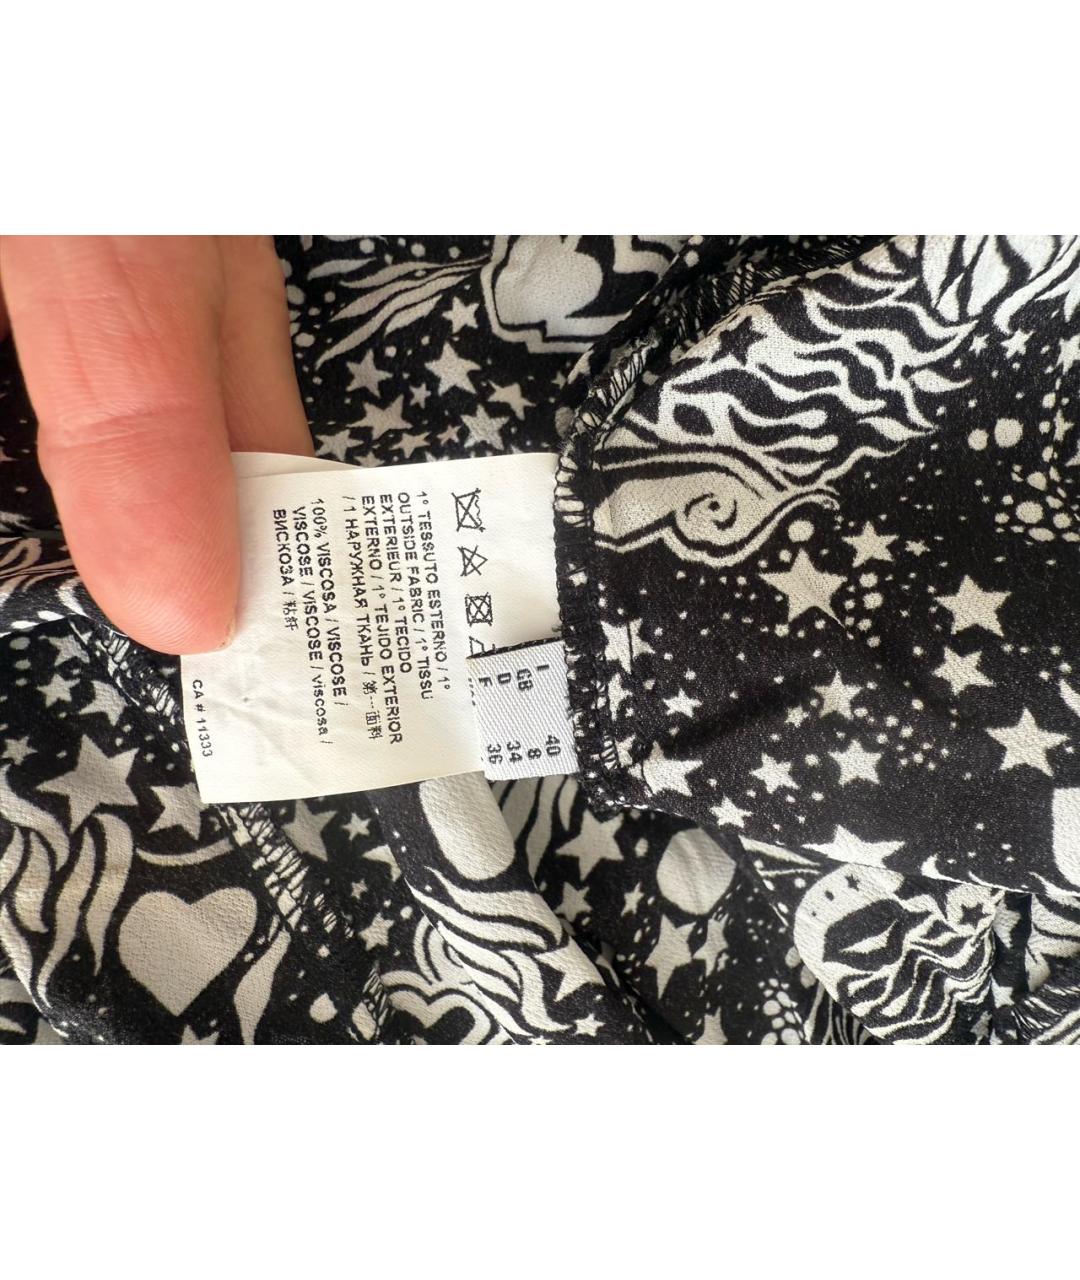 1° TESSUTO ESTERNO / 1°
OUTSIDE FABRIC / 1° TISSU
EXTERIEUR / 1° TECIDO
EXTERNO / 1° TEJIDO EXTERIOR
/ 1 НАРУЖНАЯ ТКАНЬ / 第一面料
100% VISCOSA / VISCOSE /
VISCOSE / VISCOSE / viscosa /
ВИСКОЗА / 粘纤
CA # 11333
I 40
GB 8
D 34
F 36